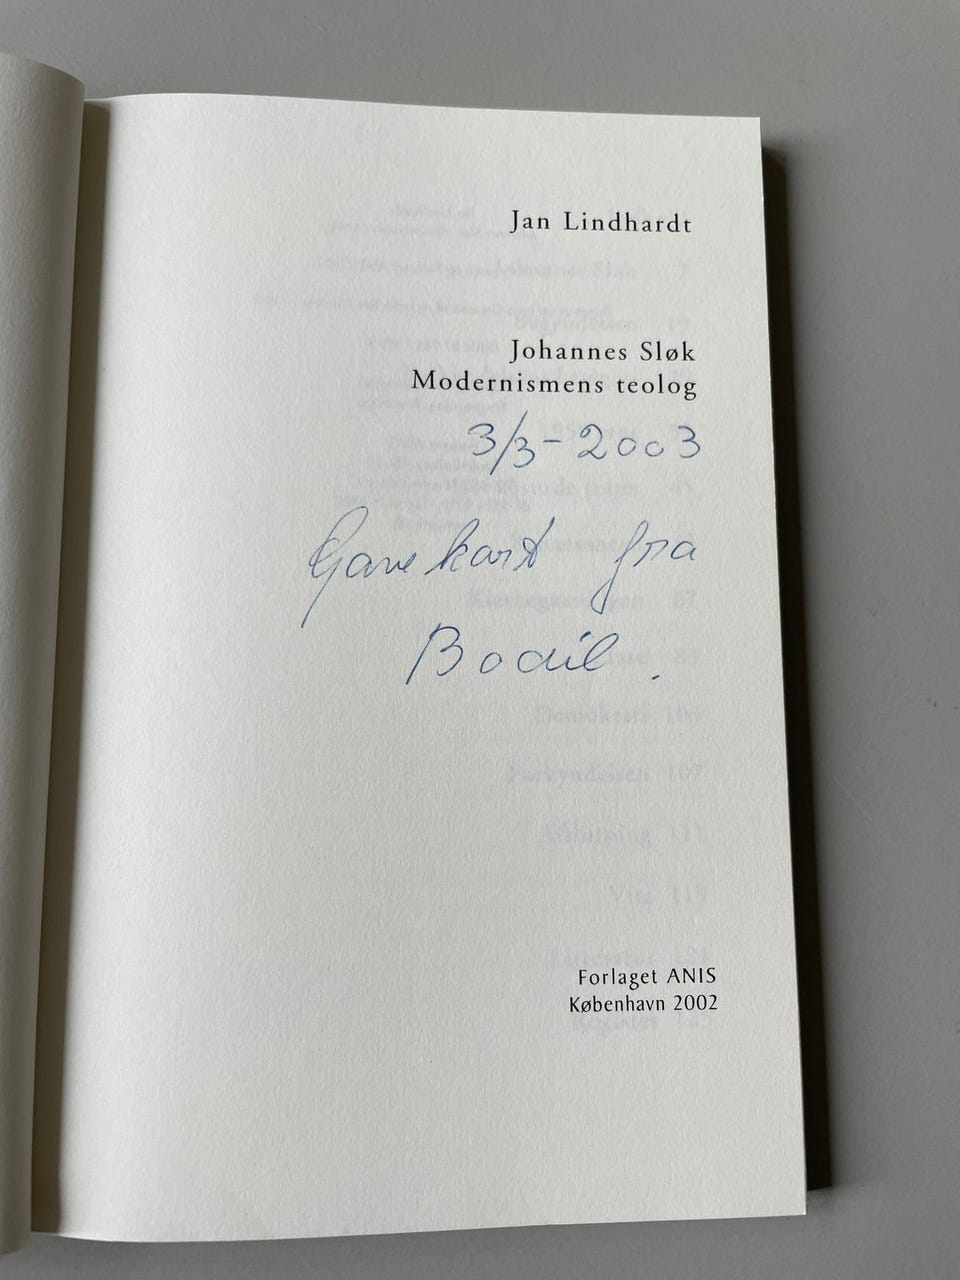 Jan Lindhardt
Johannes Sløk
Modernismens teolog
3/3-2003
Gavekort fra
Bodil.
Forlaget ANIS
København 2002